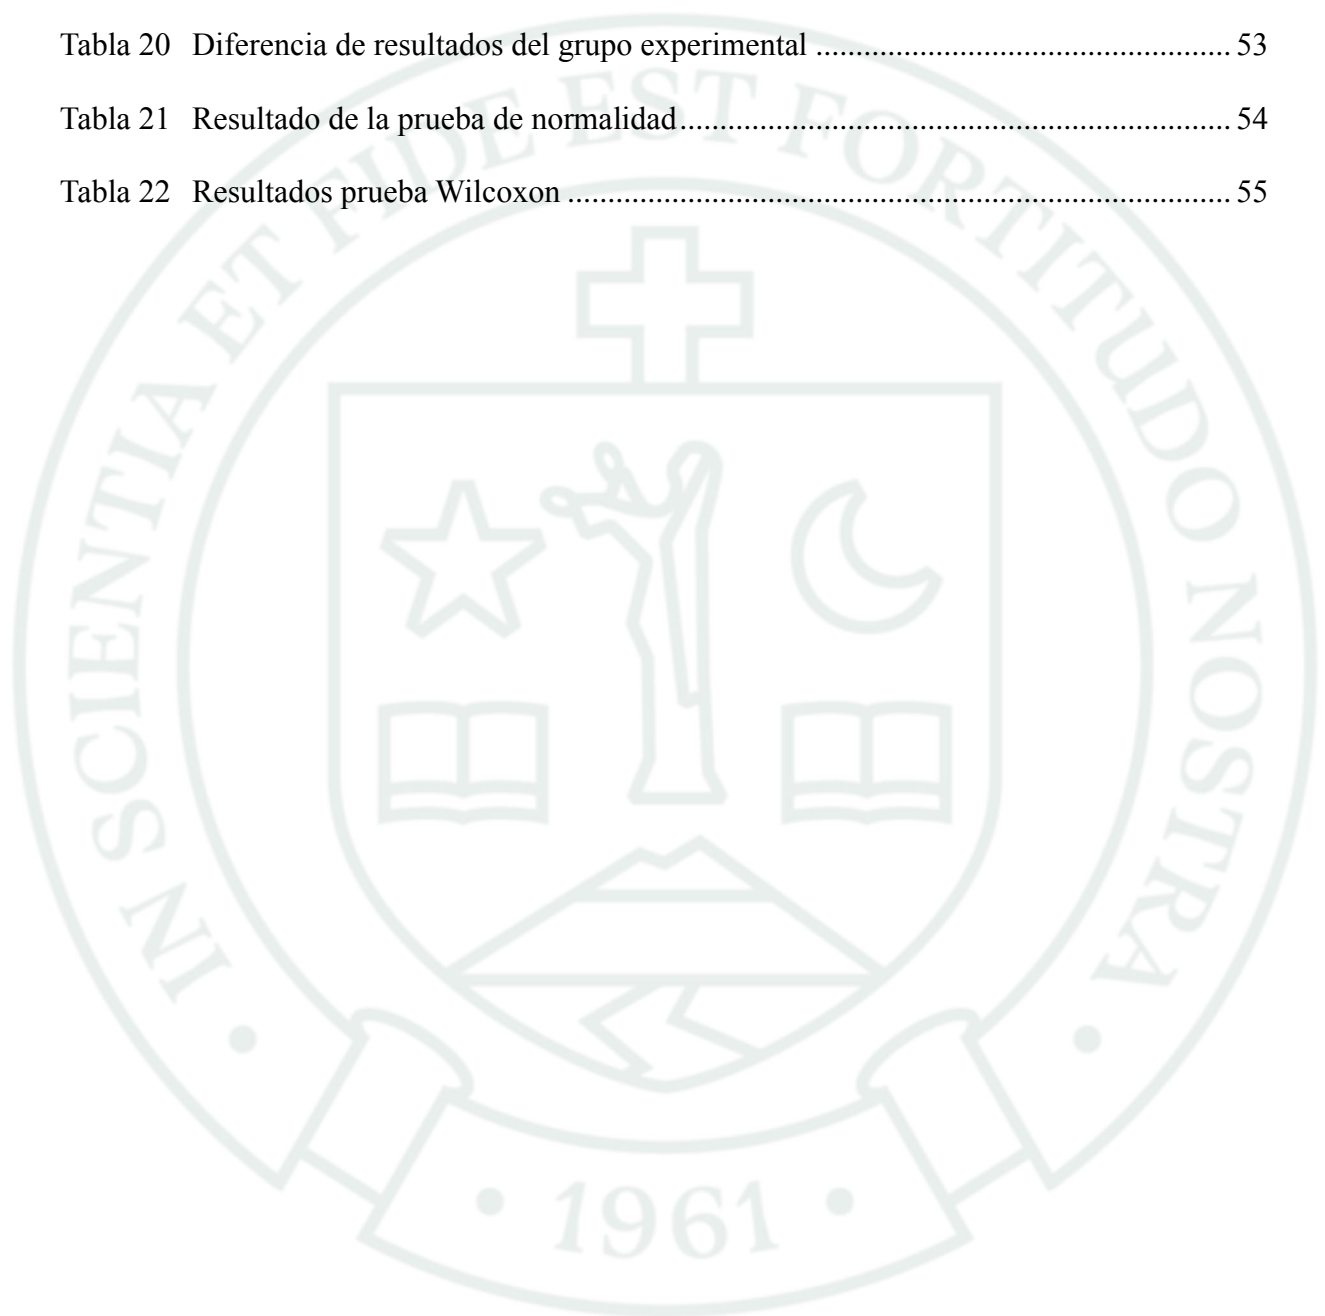 Tabla 20 Diferencia de resultados del grupo experimental .................................................... 53
Tabla 21 Resultado de la prueba de normalidad..................................................................... 54
Tabla 22 Resultados prueba Wilcoxon ................................................................................... 55
IN SCIENTIA ET FIDE EST FORTITUDO NOSTRA
• 1961 •